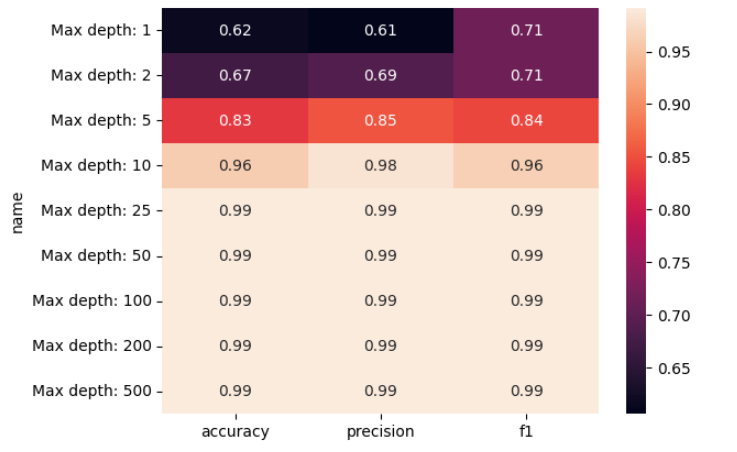 Max depth: 1 0.62 0.61 0.71
Max depth: 2 0.67 0.69 0.71
Max depth: 5 0.83 0.85 0.84
Max depth: 10 0.96 0.98 0.96
Max depth: 25 0.99 0.99 0.99
Max depth: 50 0.99 0.99 0.99
Max depth: 100 0.99 0.99 0.99
Max depth: 200 0.99 0.99 0.99
Max depth: 500 0.99 0.99 0.99
name
accuracy precision f1
0.95
0.90
0.85
0.80
0.75
0.70
0.65